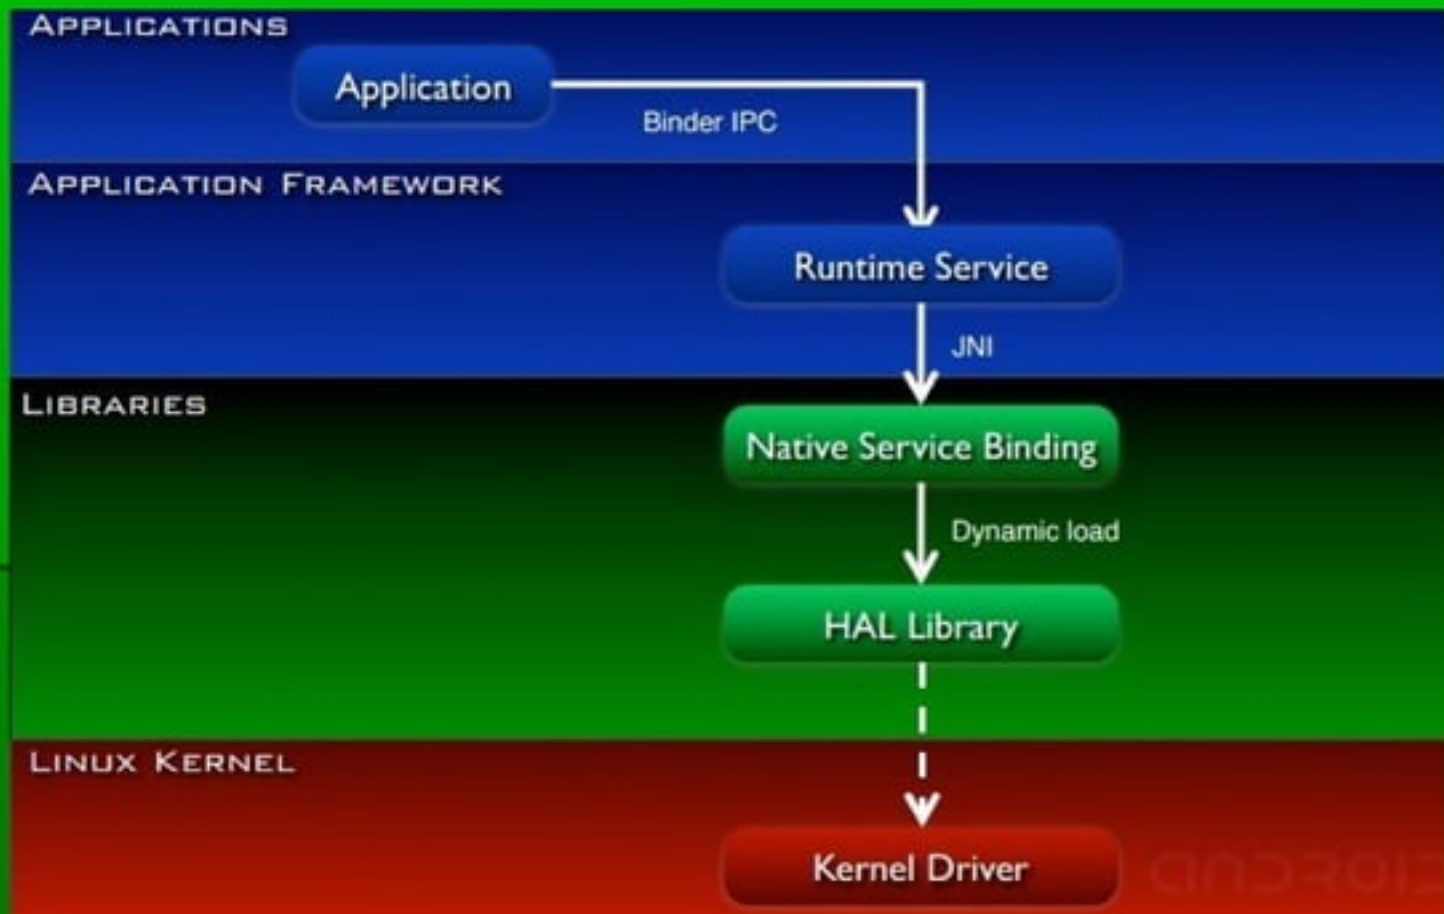 APPLICATIONS
Application
Binder IPC
APPLICATION FRAMEWORK
Runtime Service
JNI
LIBRARIES
Native Service Binding
Dynamic load
HAL Library
LINUX KERNEL
Kernel Driver
ANDROID